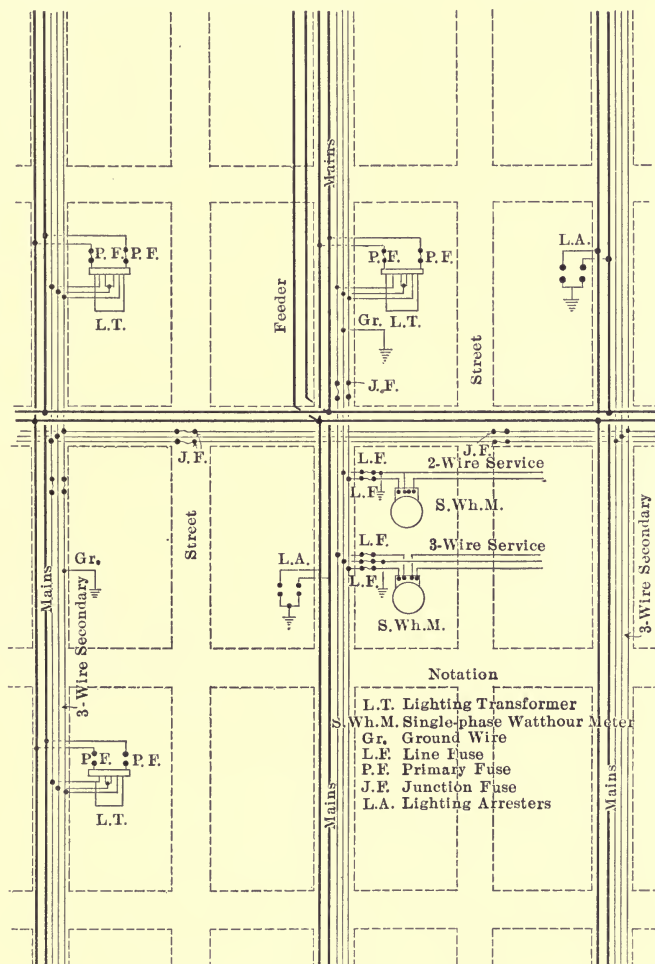 Mains
L.A.
P.F. P.F.
P.F. P.F.
Feeder
L.T.
Gr. L.T.
Street
J.F.
J.F.
J.F.
L.F.
2-Wire Service
L.F.
S.Wh.M.
Street
L.F.
3-Wire Service
Gr.
L.A.
L.F.
Mains
3-Wire Secondary
3-Wire Secondary
S.Wh.M.
Notation
L.T. Lighting Transformer
S.Wh.M. Single-phase Watthour Meter
Gr. Ground Wire
L.F. Line Fuse
P.F. Primary Fuse
J.F. Junction Fuse
L.A. Lighting Arresters
P.F. P.F.
L.T.
Mains
Mains